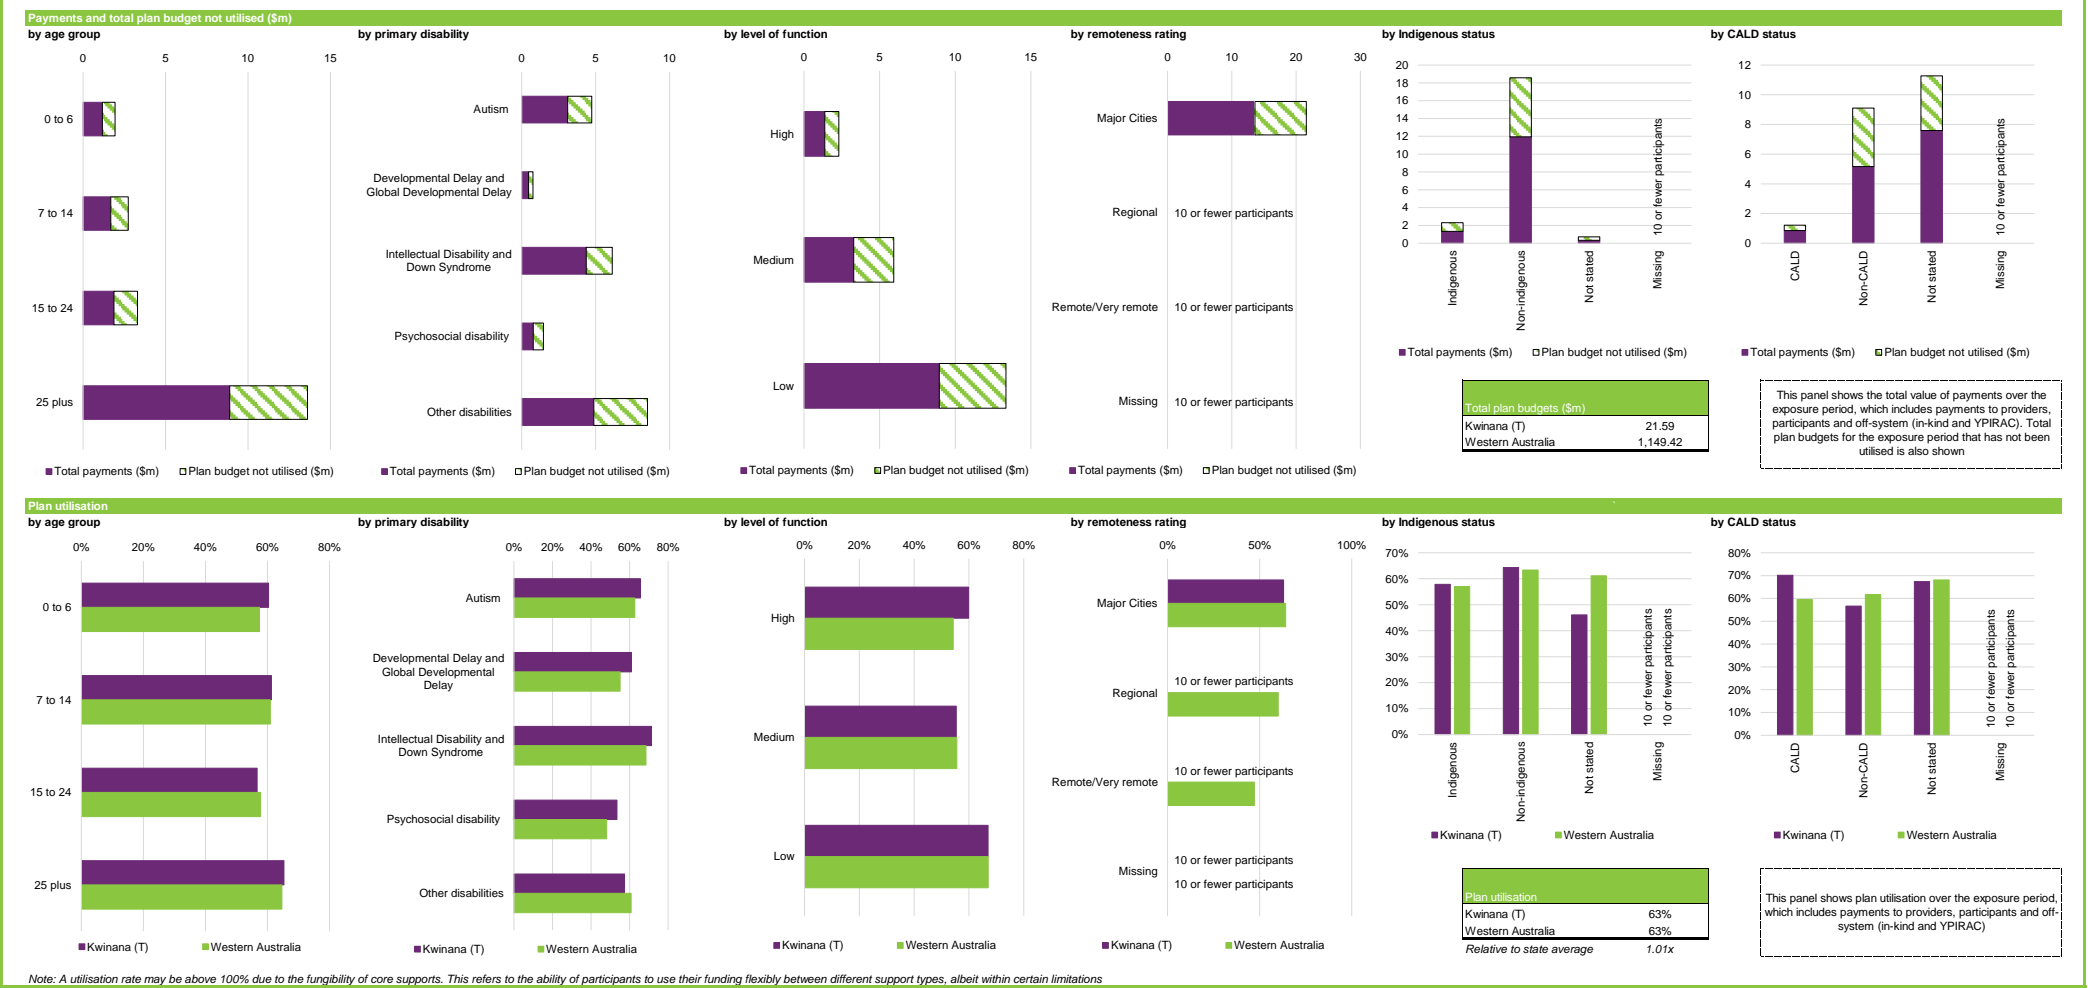 Payments and total plan budget not utilised ($m)
by age group
0 5 10 15
0 to 6
7 to 14
15 to 24
25 plus
Total payments ($m) Plan budget not utilised ($m)
by primary disability
0 5 10
Autism
Developmental Delay and
Global Developmental Delay
Intellectual Disability and
Down Syndrome
Psychosocial disability
Other disabilities
Total payments ($m) Plan budget not utilised ($m)
by level of function
0 5 10 15
High
Medium
Low
Total payments ($m) Plan budget not utilised ($m)
by remoteness rating
0 10 20 30
Major Cities
Regional 10 or fewer participants
Remote/Very remote 10 or fewer participants
Missing 10 or fewer participants
Total payments ($m) Plan budget not utilised ($m)
by Indigenous status
20
18
16
14
12
10
8
6
4
2
0
10 or fewer participants
Indigenous
Non-indigenous
Not stated
Missing
Total payments ($m) Plan budget not utilised ($m)
by CALD status
12
10
8
6
4
2
0
10 or fewer participants
CALD
Non-CALD
Not stated
Missing
Total payments ($m) Plan budget not utilised ($m)
Total plan budgets ($m)
Kwinana (T) 21.59
Western Australia 1,149.42
This panel shows the total value of payments over the
exposure period, which includes payments to providers,
participants and off-system (in-kind and YPIRAC). Total
plan budgets for the exposure period that has not been
utilised is also shown
Plan utilisation
by age group
0% 20% 40% 60% 80%
0 to 6
7 to 14
15 to 24
25 plus
Kwinana (T) Western Australia
by primary disability
0% 20% 40% 60% 80%
Autism
Developmental Delay and
Global Developmental
Delay
Intellectual Disability and
Down Syndrome
Psychosocial disability
Other disabilities
Kwinana (T) Western Australia
by level of function
0% 20% 40% 60% 80%
High
Medium
Low
Kwinana (T) Western Australia
by remoteness rating
0% 50% 100%
Major Cities
10 or fewer participants
Regional
10 or fewer participants
Remote/Very remote
10 or fewer participants
Missing
10 or fewer participants
Kwinana (T) Western Australia
by Indigenous status
70%
60%
50%
40%
30%
20%
10%
0%
10 or fewer participants
10 or fewer participants
Indigenous
Non-indigenous
Not stated
Missing
Kwinana (T) Western Australia
by CALD status
80%
70%
60%
50%
40%
30%
20%
10%
0%
10 or fewer participants
10 or fewer participants
CALD
Non-CALD
Not stated
Missing
Kwinana (T) Western Australia
Plan utilisation
Kwinana (T) 63%
Western Australia 63%
Relative to state average 1.01x
This panel shows plan utilisation over the exposure period,
which includes payments to providers, participants and off-
system (in-kind and YPIRAC)
Note: A utilisation rate may be above 100% due to the fungibility of core supports. This refers to the ability of participants to use their funding flexibly between different support types, albeit within certain limitations